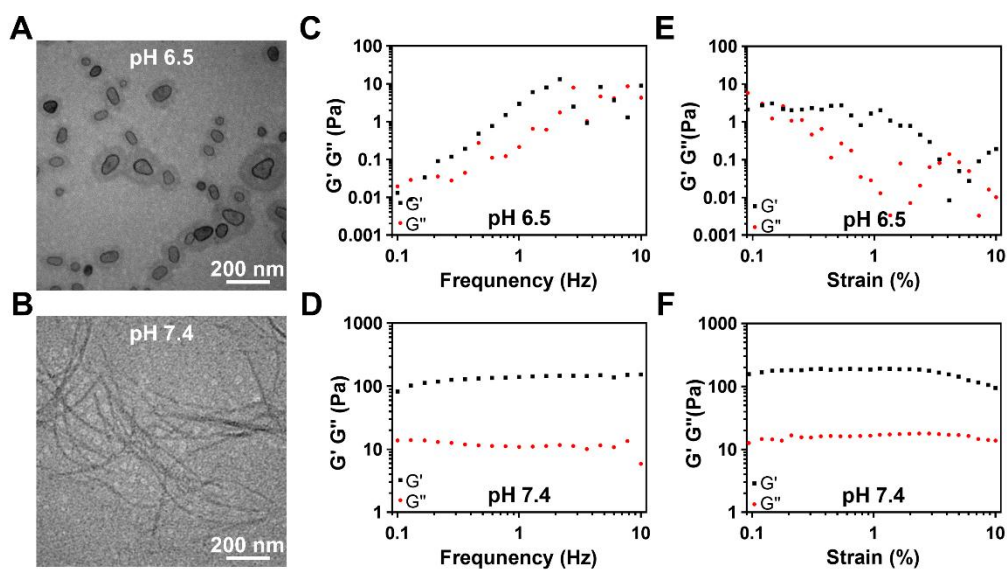 A
pH 6.5
200 nm
B
pH 7.4
200 nm
C
G' G" (Pa)
100
10
1
0.1
0.01
0.001
G'
G"
pH 6.5
0.1
1
10
Frequnency (Hz)
D
G' G" (Pa)
1000
100
10
1
G'
G"
pH 7.4
0.1
1
10
Frequnency (Hz)
E
G' G"(Pa)
100
10
1
0.1
0.01
0.001
G'
G"
pH 6.5
0.1
1
10
Strain (%)
F
G' G"(Pa)
1000
100
10
1
G'
G"
pH 7.4
0.1
1
10
Strain (%)